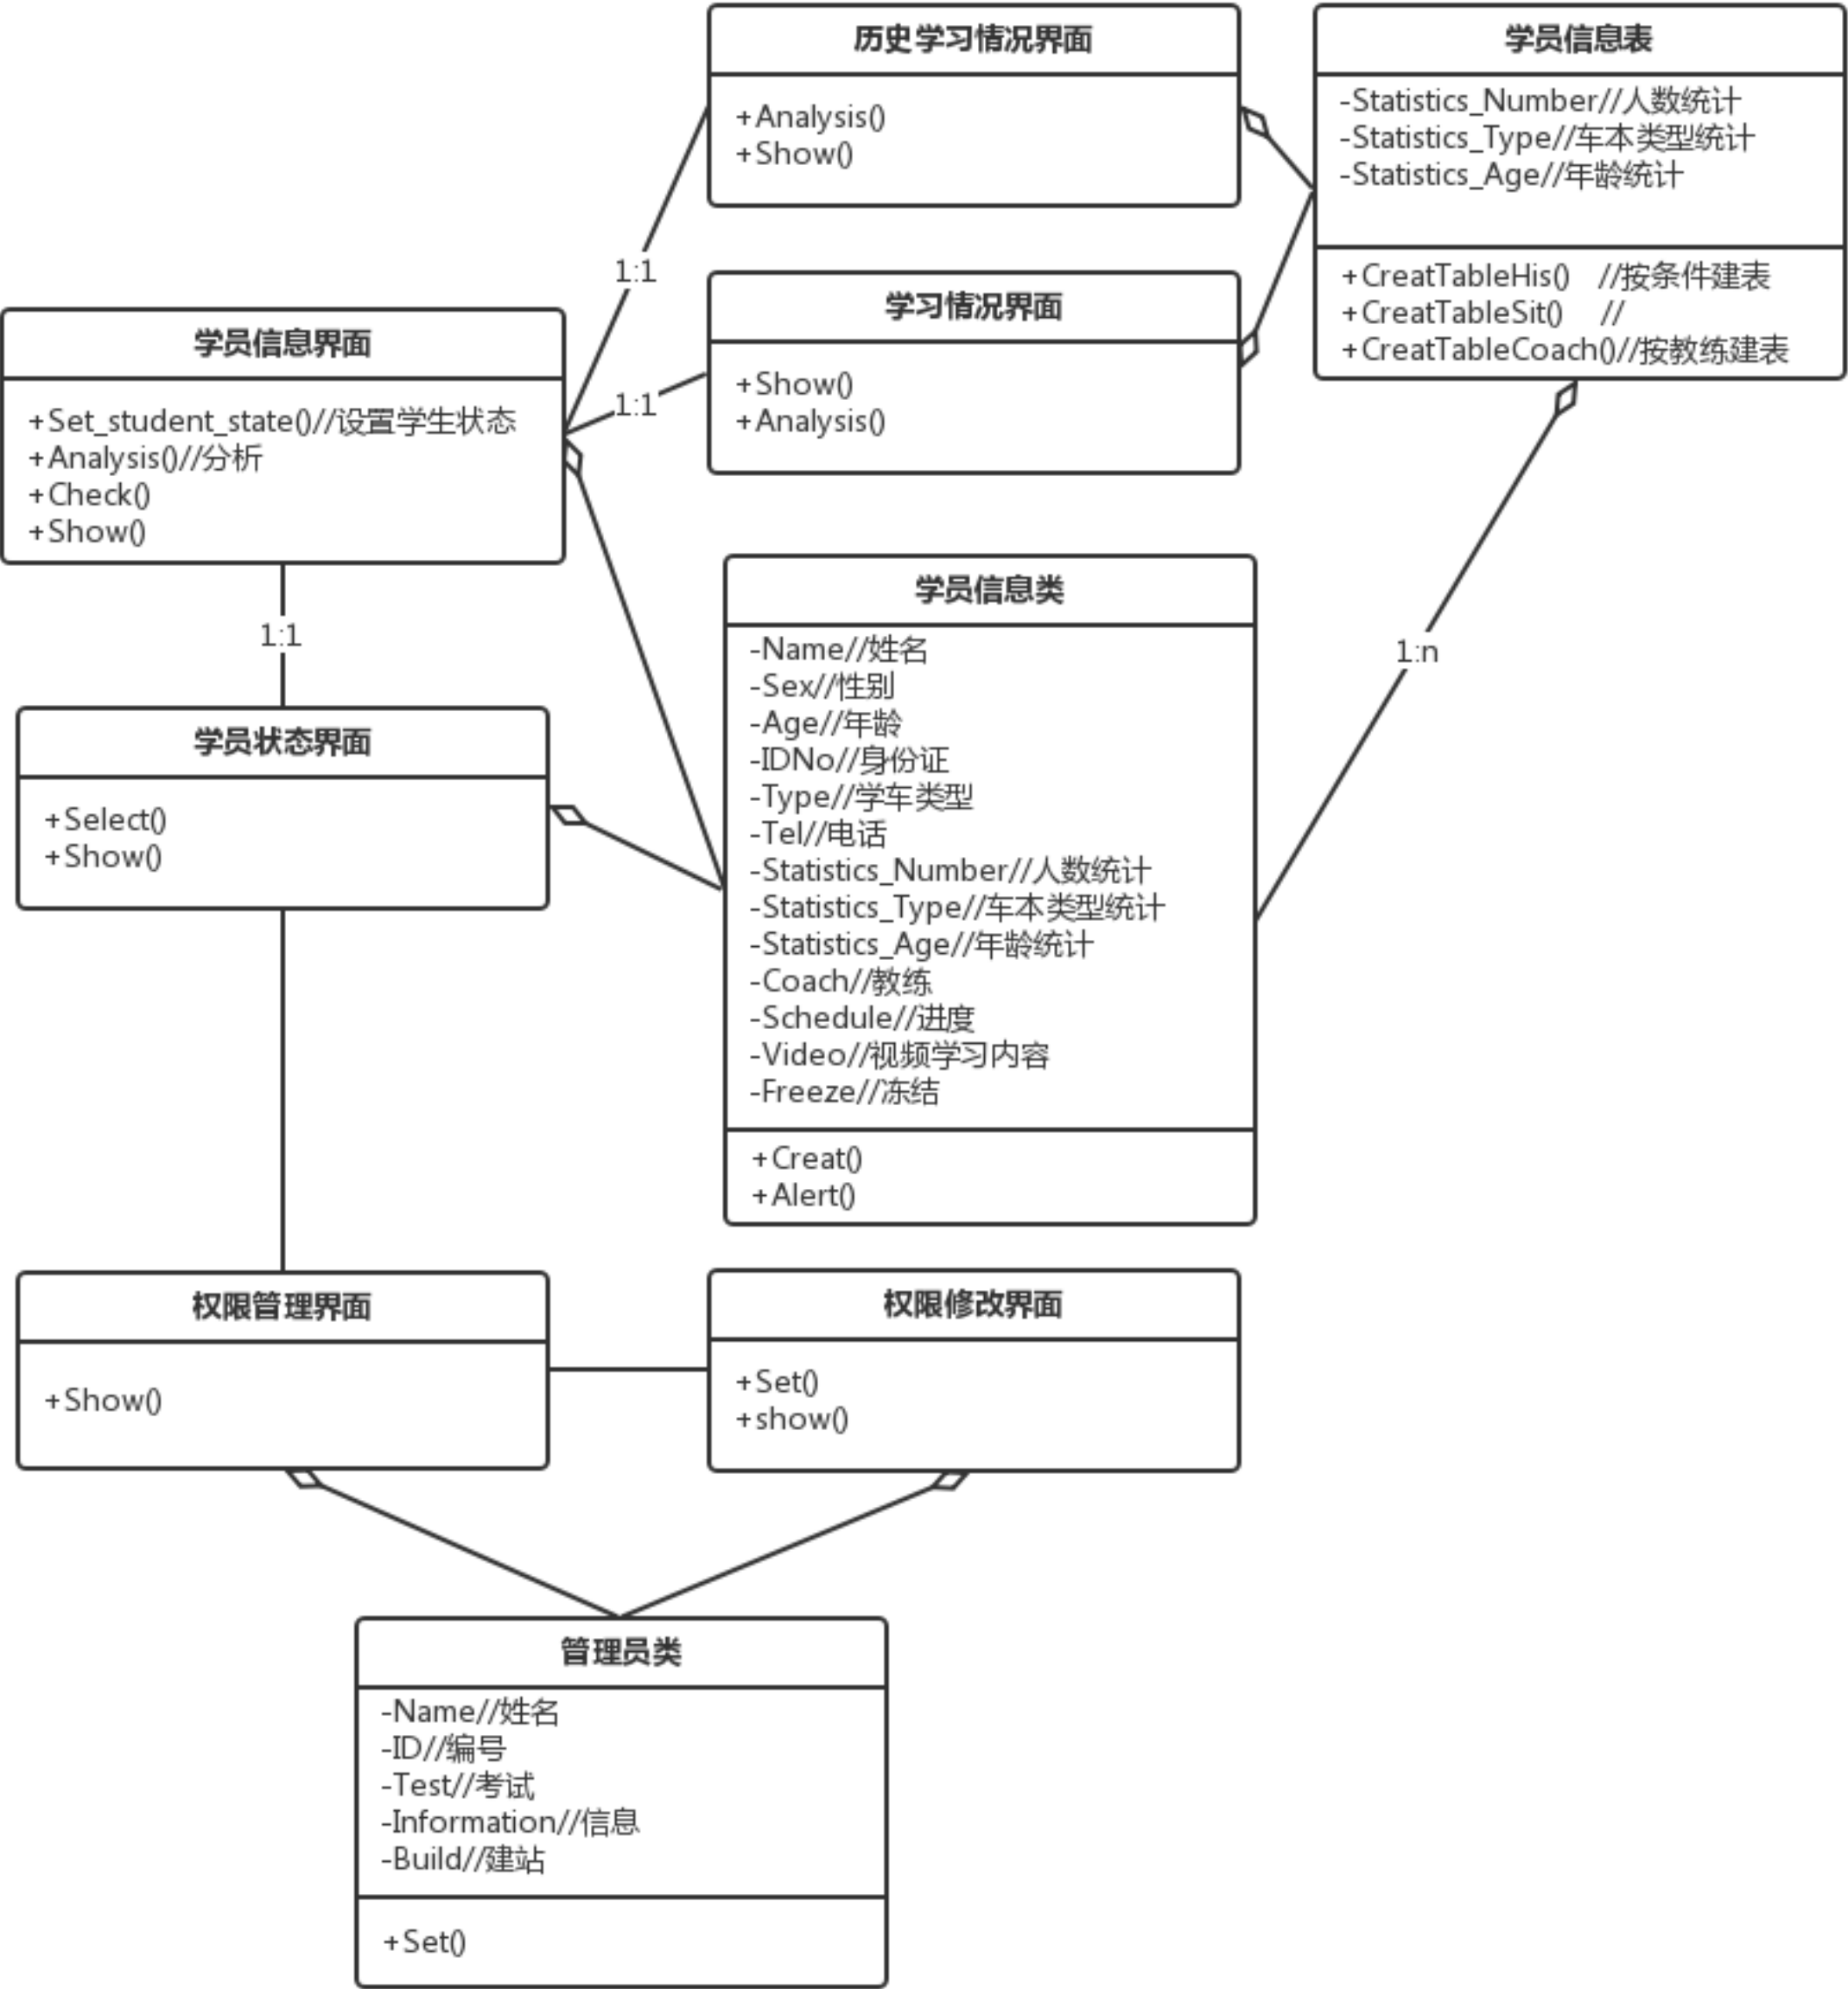 历史学习情况界面
+Analysis()
+Show()
学员信息表
-Statistics_Number//人数统计
-Statistics_Type//车本类型统计
-Statistics_Age//年龄统计
+CreatTableHis() //按条件建表
+CreatTableSit() //
+CreatTableCoach()//按教练建表
1:1
学习情况界面
+Show()
+Analysis()
1:1
学员信息界面
+Set_student_state()//设置学生状态
+Analysis()//分析
+Check()
+Show()
1:1
学员信息类
-Name//姓名
-Sex//性别
-Age//年龄
-IDNo//身份证
-Type//学车类型
-Tel//电话
-Statistics_Number//人数统计
-Statistics_Type//车本类型统计
-Statistics_Age//年龄统计
-Coach//教练
-Schedule//进度
-Video//视频学习内容
-Freeze//冻结
+Creat()
+Alert()
1:n
学员状态界面
+Select()
+Show()
权限管理界面
+Show()
权限修改界面
+Set()
+show()
管理员类
-Name//姓名
-ID//编号
-Test//考试
-Information//信息
-Build//建站
+Set()